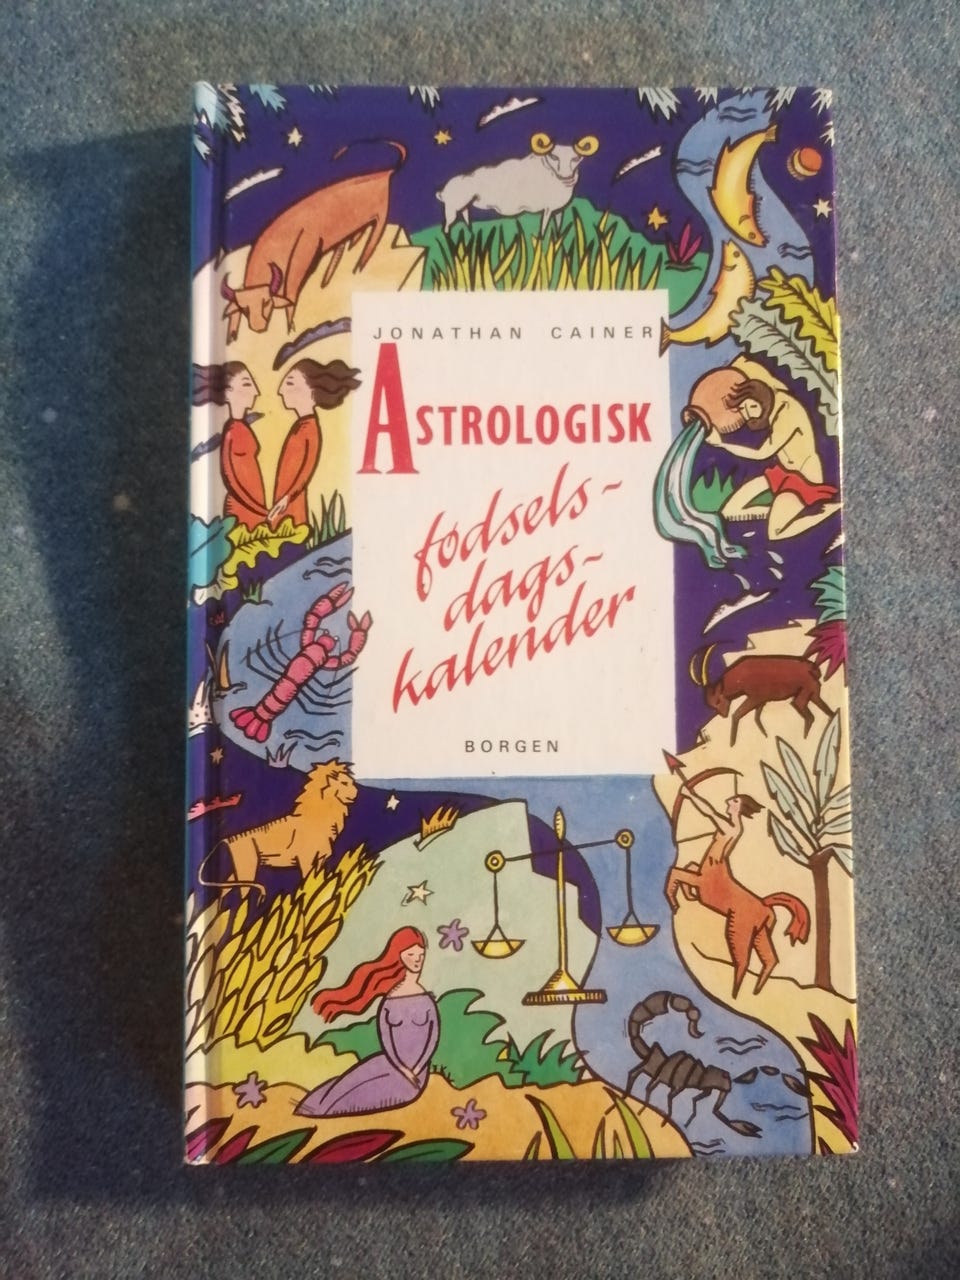 JONATHAN CAINER
ASTROLOGISK
fødsels-
dags-
kalender
BORGEN